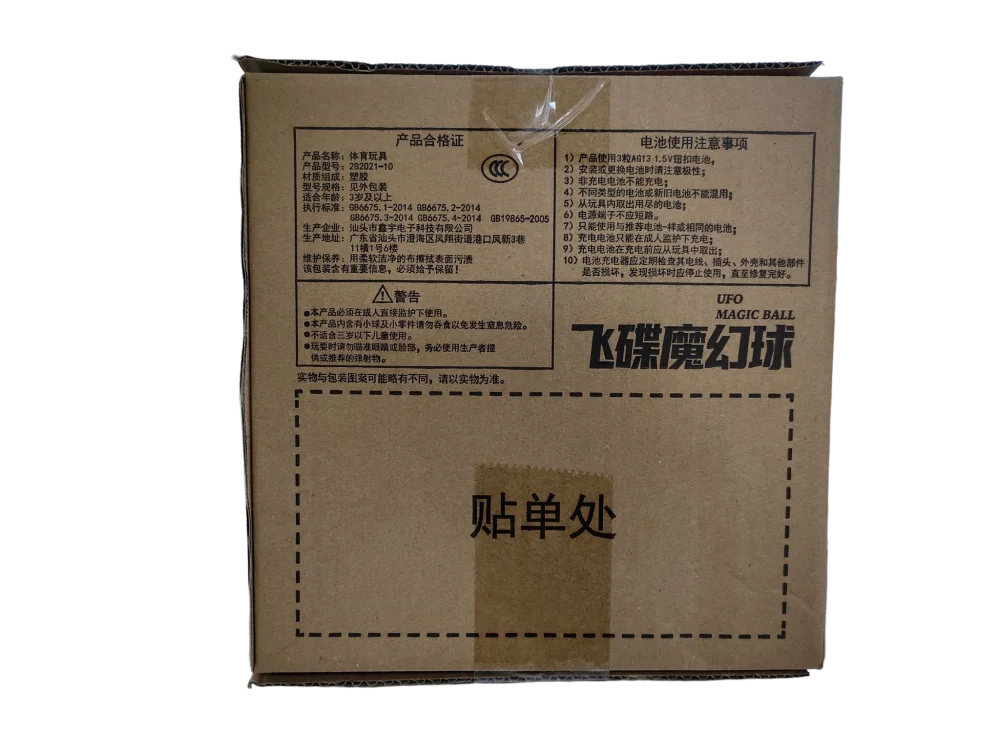 产品合格证
产品名称：体育玩具
产品型号：2B2021-10
材质组成：塑胶
型号规格：见外包装
适合年龄：3岁及以上
执行标准：GB6675.1-2014 GB6675.2-2014
GB6675.3-2014 GB6675.4-2014 GB19865-2005
生产企业：汕头市鑫宇电子科技有限公司
生产地址：广东省汕头市澄海区凤翔街道港口凤新3巷
11横1号6楼
维护保养：用柔软洁净的布擦拭表面污渍
该包装含有重要信息，必须给予保留！
CCC
电池使用注意事项
1）产品使用3粒AG13 1.5V钮扣电池；
2）安装或更换电池时请注意极性；
3）非充电电池不能充电；
4）不同类型的电池或新旧电池不能混用；
5）从玩具内取出用尽的电池；
6）电源端子不应短路。
7）只能使用与推荐电池一样或相同的电池；
8）充电电池只能在成人监护下充电；
9）充电电池在充电前应从玩具中取出；
10）电池充电器应定期检查其电线、插头、外壳和其他部件
是否损坏，发现损坏时应停止使用，直至修复完好。
警告
●本产品必须在成人直接监护下使用。
●本产品内含有小球及小零件请勿吞食以免发生窒息危险。
●不适合三岁以下儿童使用。
●玩耍时请勿瞄准眼睛或脸部，务必使用生产者提
供或推荐的弹射物。
UFO
MAGIC BALL
飞碟魔幻球
实物与包装图案可能略有不同，请以实物为准。
贴单处